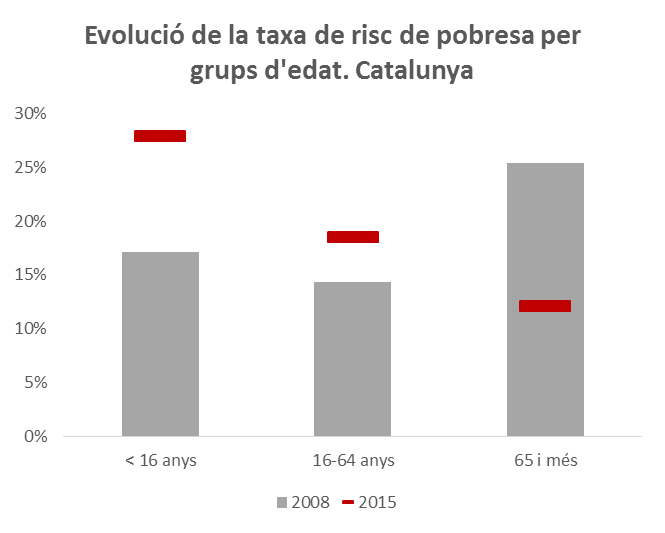 Evolució de la taxa de risc de pobresa per
grups d'edat. Catalunya
30%
25%
20%
15%
10%
5%
0%
< 16 anys
16-64 anys
65 i més
2008
2015